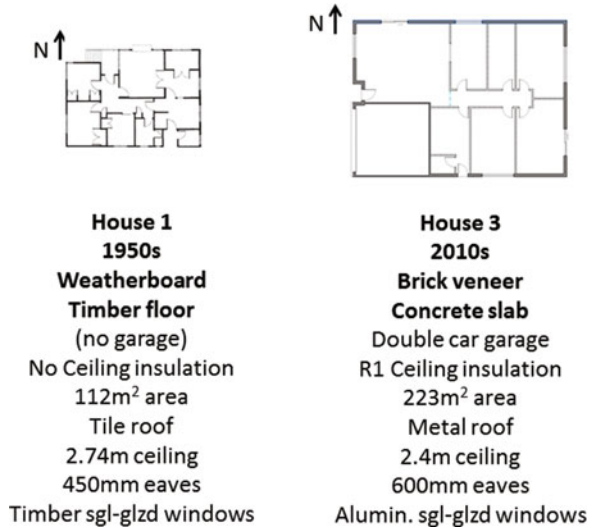 N
House 1
1950s
Weatherboard
Timber floor
(no garage)
No Ceiling insulation
112m² area
Tile roof
2.74m ceiling
450mm eaves
Timber sgl-glzd windows
N
House 3
2010s
Brick veneer
Concrete slab
Double car garage
R1 Ceiling insulation
223m² area
Metal roof
2.4m ceiling
600mm eaves
Alumin. sgl-glzd windows